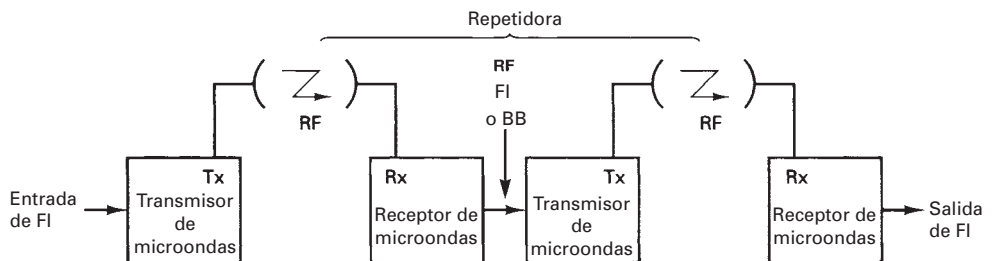 Repetidora
RF
FI
o BB
RF
RF
Entrada
de FI
Tx
Transmisor
de
microondas
Rx
Receptor de
microondas
Tx
Transmisor
de
microondas
Rx
Receptor de
microondas
Salida
de FI